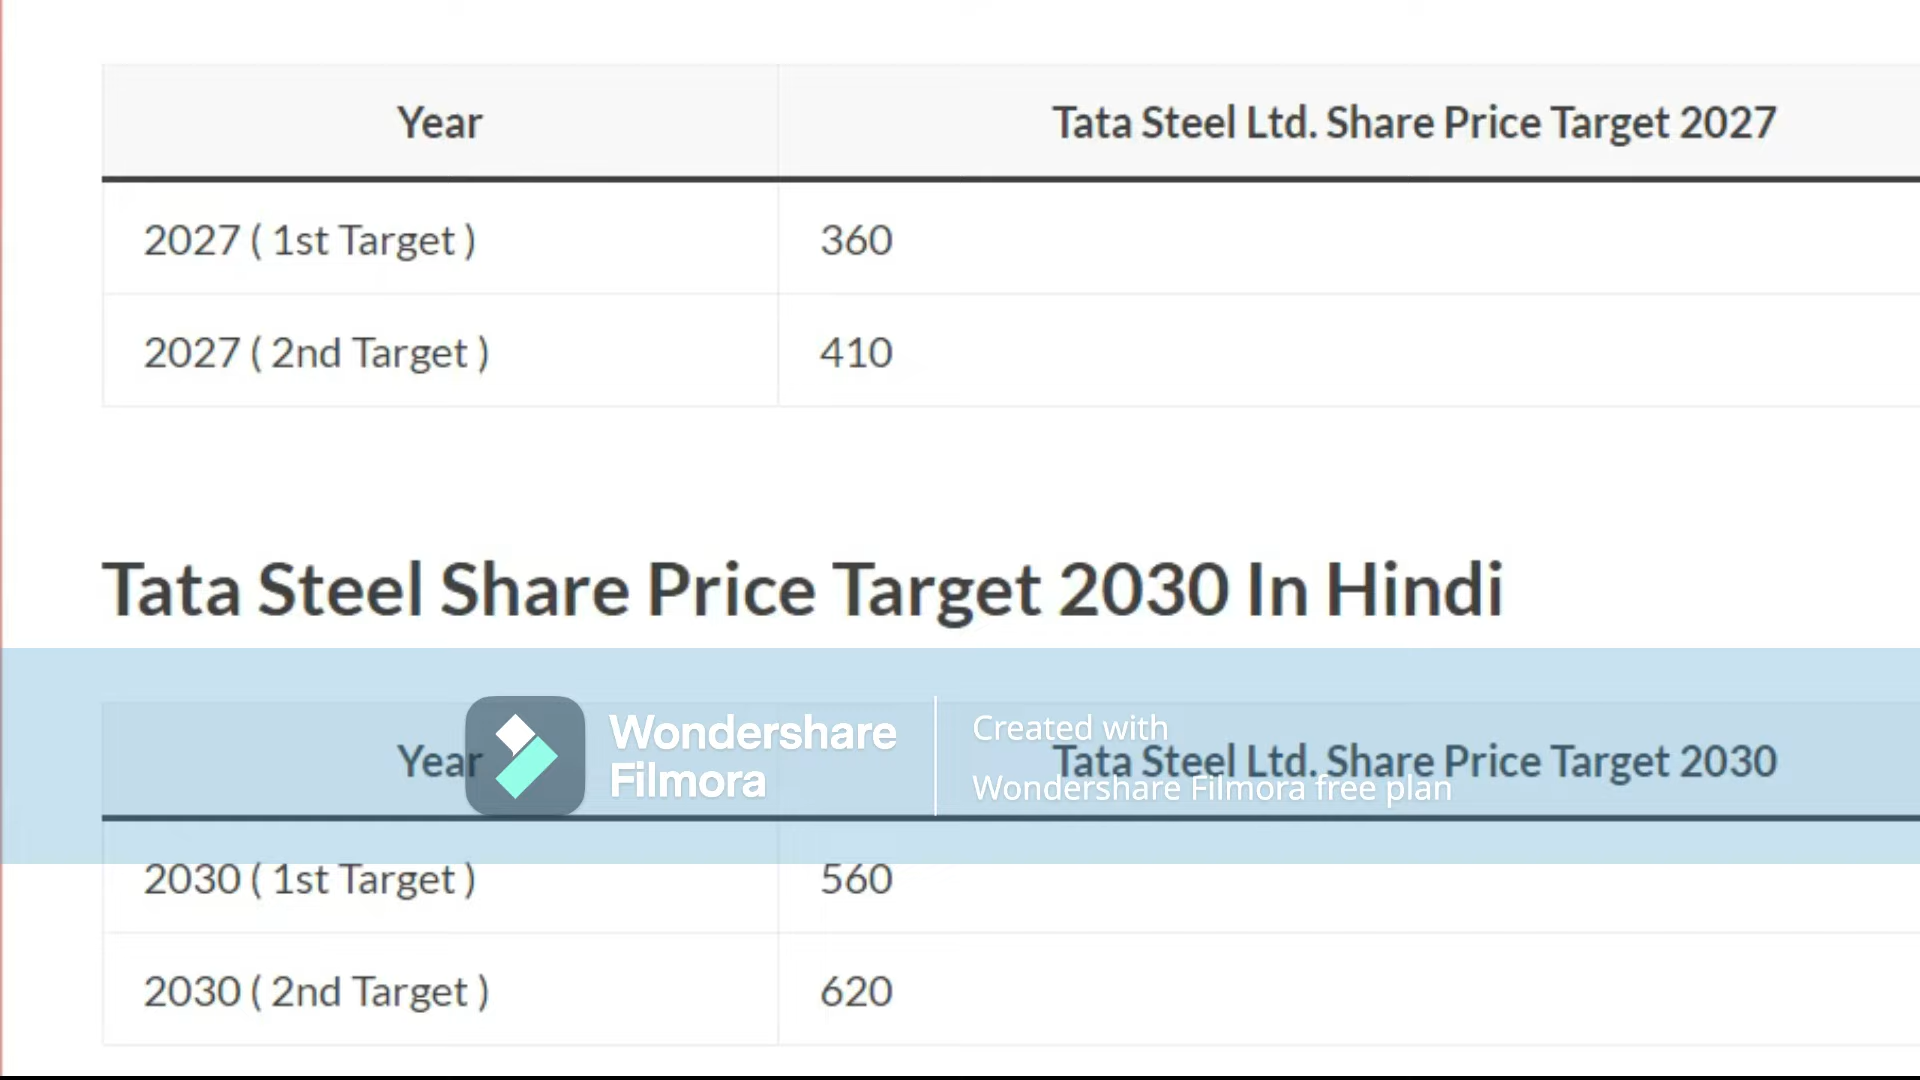 Year Tata Steel Ltd. Share Price Target 2027
2027 ( 1st Target ) 360
2027 ( 2nd Target ) 410
Tata Steel Share Price Target 2030 In Hindi
Wondershare
Filmora
Created with
Wondershare Filmora free plan
Year Tata Steel Ltd. Share Price Target 2030
2030 ( 1st Target ) 560
2030 ( 2nd Target ) 620